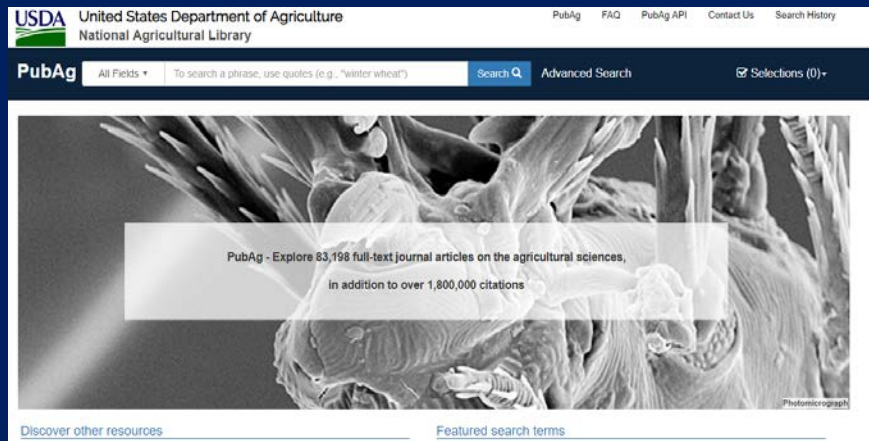 USDA United States Department of Agriculture
National Agricultural Library
PubAg FAQ PubAg API Contact Us Search History
PubAg All Fields To search a phrase, use quotes (e.g., "winter wheat") Search Advanced Search Selections (0)
PubAg - Explore 83,198 full-text journal articles on the agricultural sciences,
in addition to over 1,800,000 citations
Photomicrograph
Discover other resources
Featured search terms